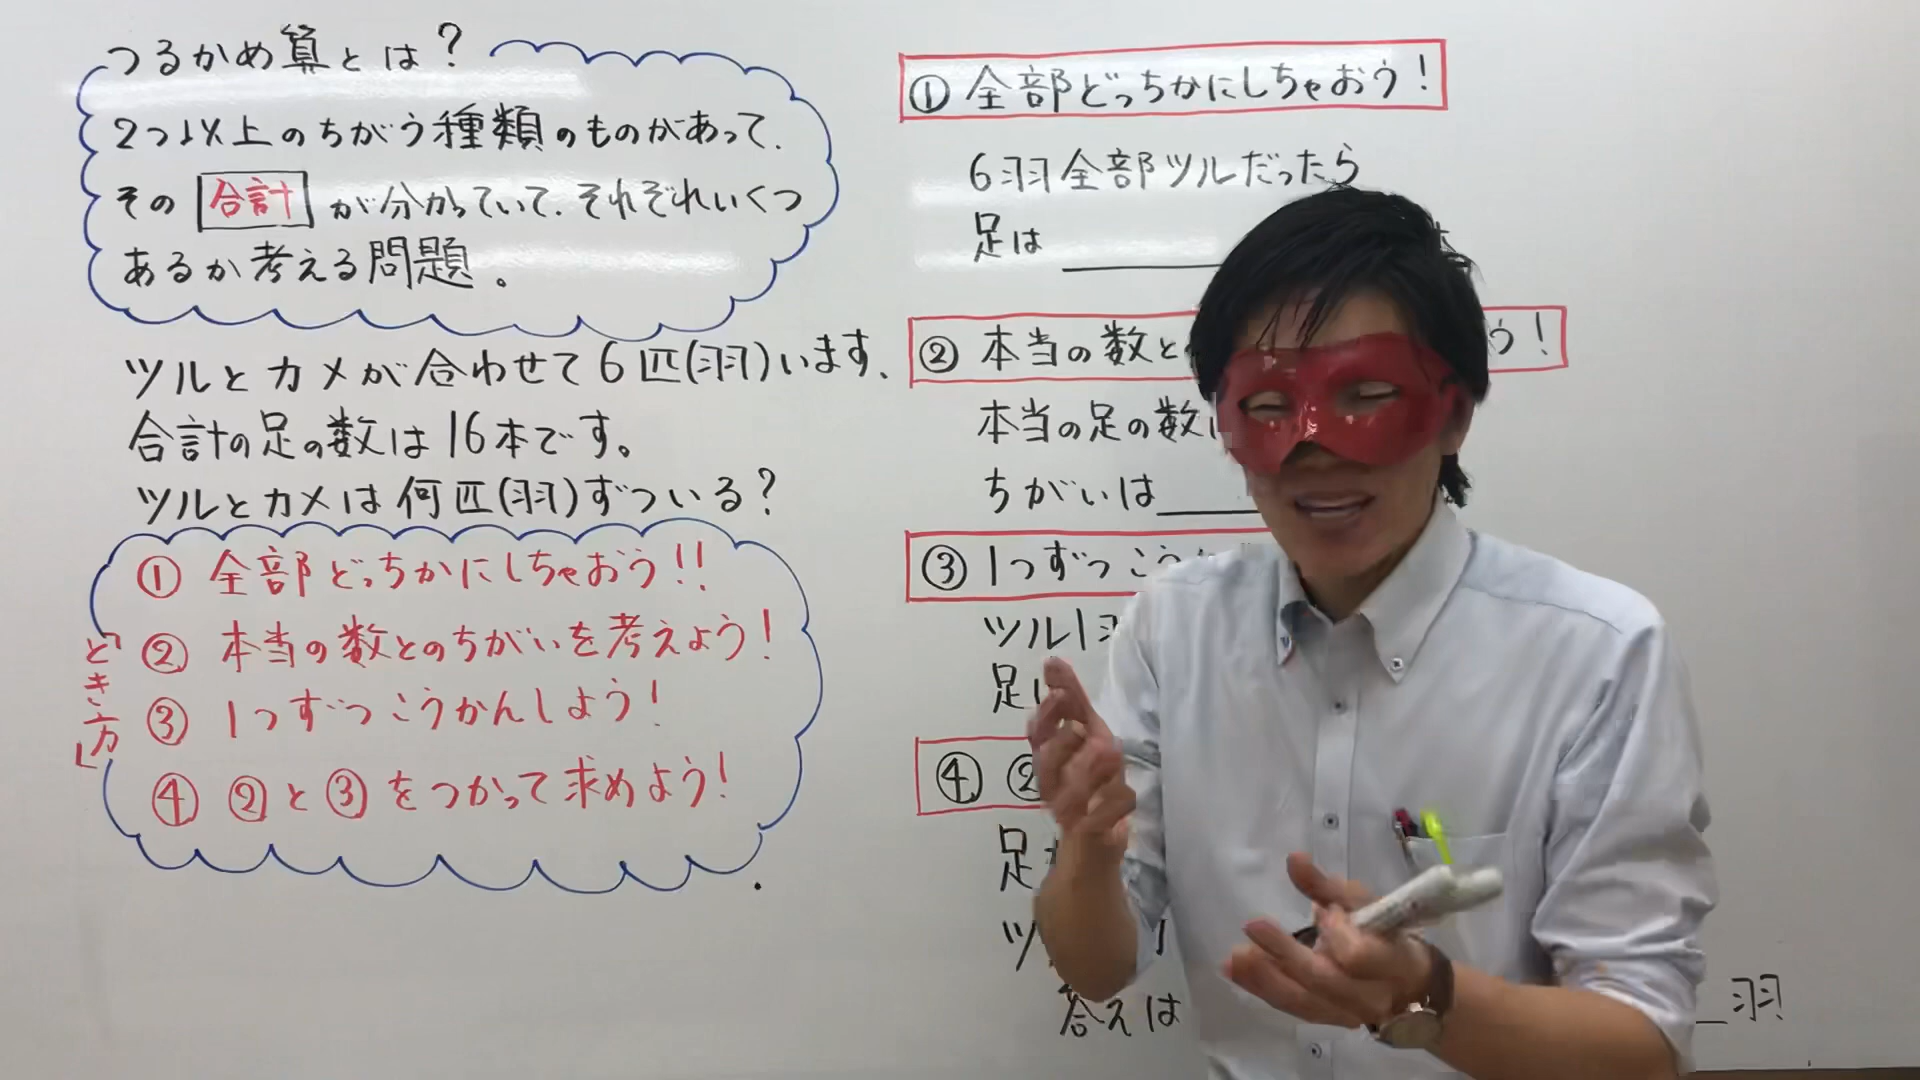 つるかめ算とは?
2つ以上のちがう種類のものがあって.
その 合計 が分かっていて.それぞれいくつ
あるか考える問題。
ツルとカメが合わせて6匹(羽)います、
合計の足の数は16本です。
ツルとカメは何匹(羽)ずついる?
「とき方」
① 全部どっちかにしちゃおう!!
② 本当の数とのちがいを考えよう!
③ 1つずつこうかんしよう!
④ ②と③をつかって求めよう!
① 全部どっちかにしちゃおう!
6羽全部ツルだったら
足は
② 本当の数と う!
本当の足の数
ちがいは
③ 1つずつこう
ツル1羽
足
④ ②
足
ツ
答えは 羽